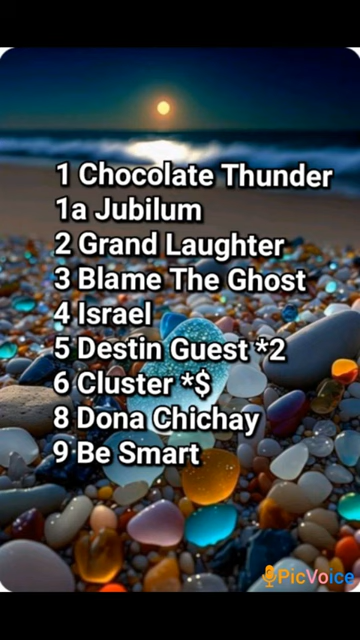 1 Chocolate Thunder
1a Jubilum
2 Grand Laughter
3 Blame The Ghost
4 Israel
5 Destin Guest *2
6 Cluster *$
8 Dona Chichay
9 Be Smart
PicVoice